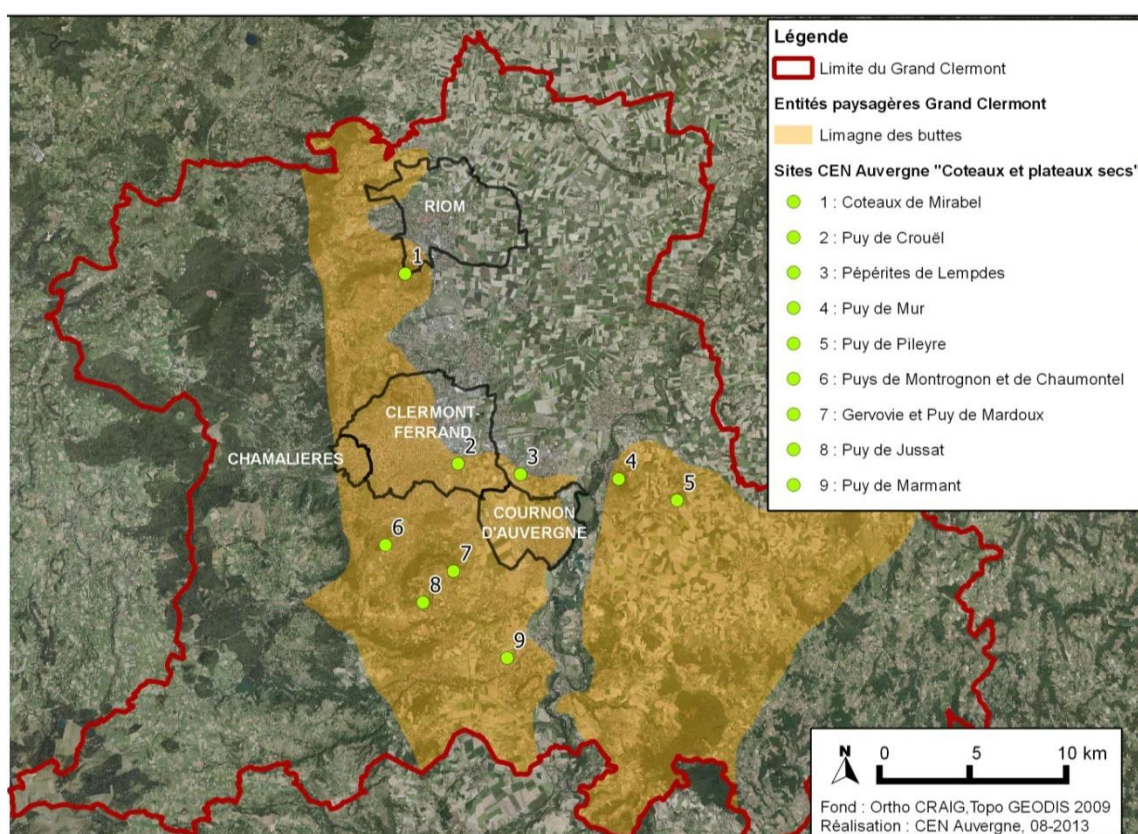 Légende
Limite du Grand Clermont
Entités paysagères Grand Clermont
Limagne des buttes
Sites CEN Auvergne "Coteaux et plateaux secs"
1 : Coteaux de Mirabel
2 : Puy de Crouël
3 : Pépérites de Lempdes
4 : Puy de Mur
5 : Puy de Pileyre
6 : Puys de Montrognon et de Chaumontel
7 : Gervovie et Puy de Mardoux
8 : Puy de Jussat
9 : Puy de Marmant
RIOM
1
CLERMONT-
FERRAND
CHAMALIERES
2
3
4
5
COURNON
D'AUVERGNE
6
7
8
9
N
0 5 10 km
Fond : Ortho CRAIG,Topo GEODIS 2009
Réalisation : CEN Auvergne, 08-2013